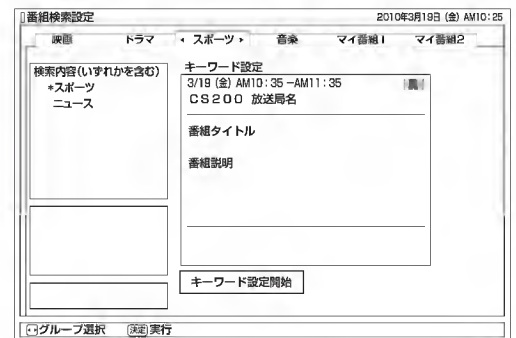 番組検索設定
2010年3月19日 (金) AM10:25
映画 ドラマ スポーツ 音楽 マイ番組1 マイ番組2
検索内容(いずれかを含む)
*スポーツ
ニュース
キーワード設定
3/19 (金) AM10:35 -AM11:35
CS200 放送局名
番組タイトル
番組説明
キーワード設定開始
グループ選択 決定 実行